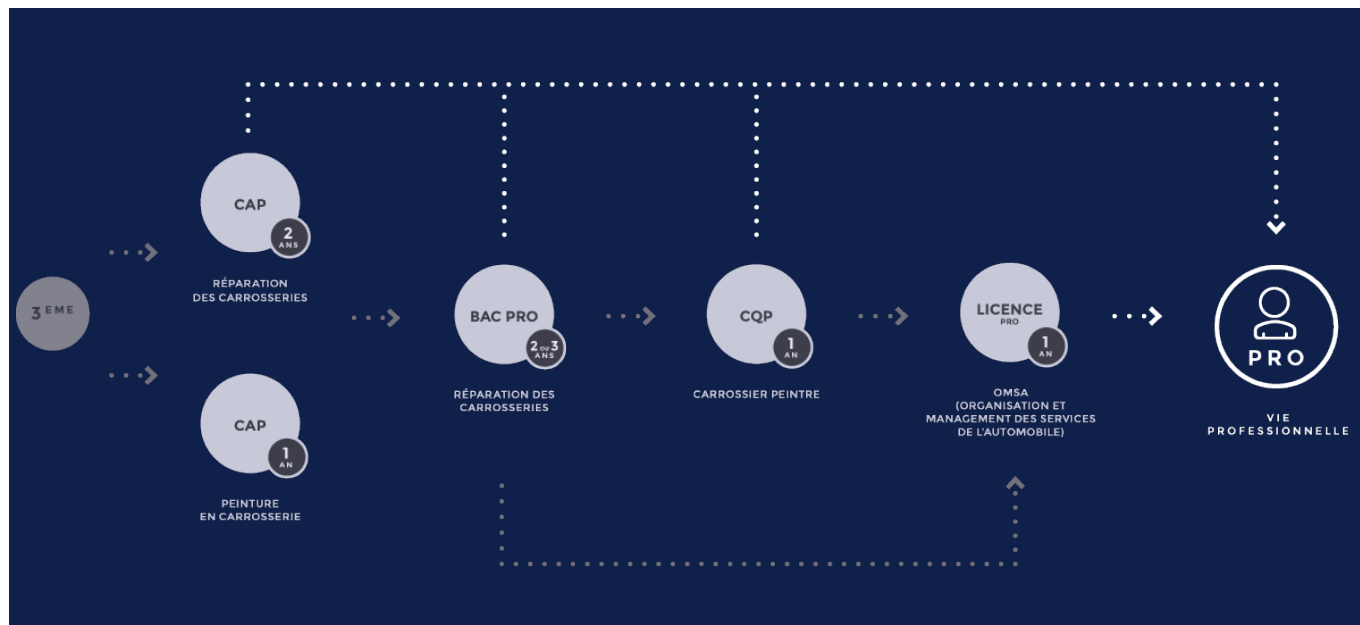 3 EME
CAP
2
ANS
RÉPARATION
DES CARROSSERIES
CAP
1
AN
PEINTURE
EN CARROSSERIE
BAC PRO
2 OU 3
ANS
RÉPARATION DES
CARROSSERIES
CQP
1
AN
CARROSSIER PEINTRE
LICENCE
PRO
1
AN
OMSA
(ORGANISATION ET
MANAGEMENT DES SERVICES
DE L'AUTOMOBILE)
PRO
VIE
PROFESSIONNELLE